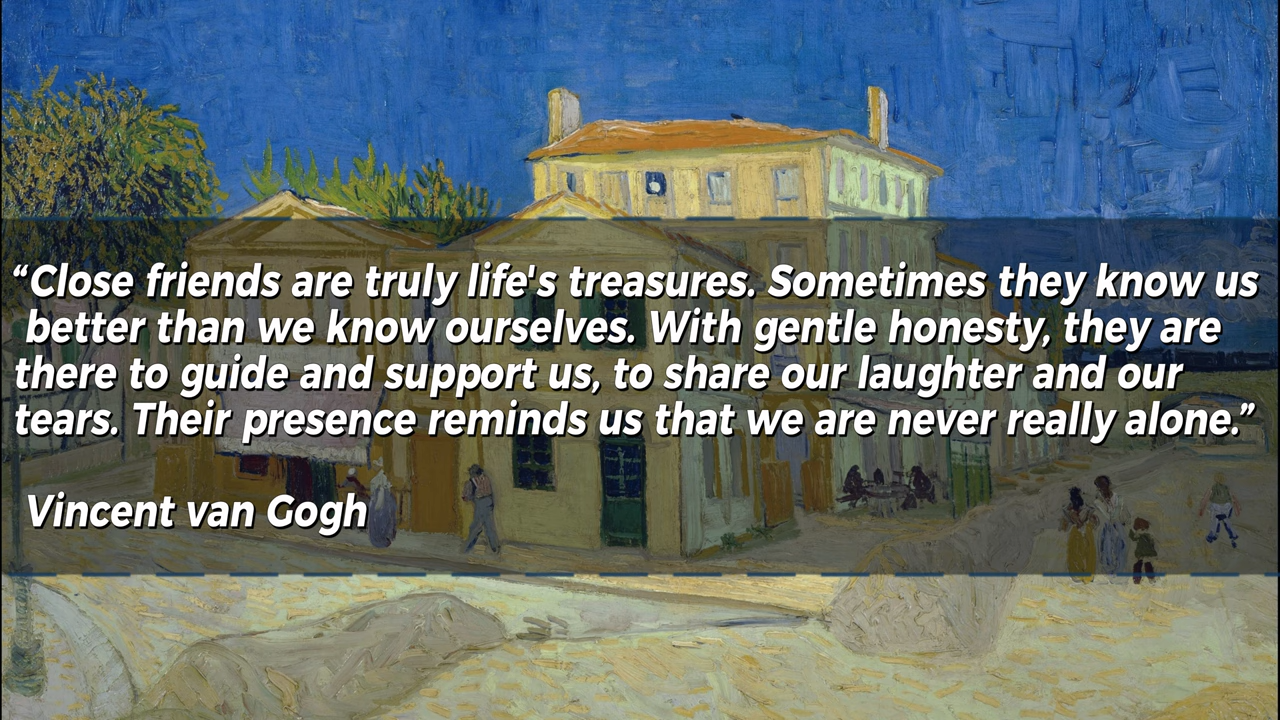 “Close friends are truly life's treasures. Sometimes they know us
better than we know ourselves. With gentle honesty, they are
there to guide and support us, to share our laughter and our
tears. Their presence reminds us that we are never really alone.”
Vincent van Gogh